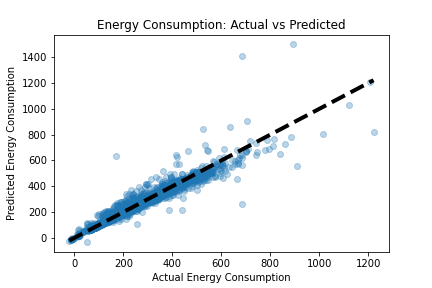 Energy Consumption: Actual vs Predicted
Predicted Energy Consumption
1400
1200
1000
800
600
400
200
0
0 200 400 600 800 1000 1200
Actual Energy Consumption